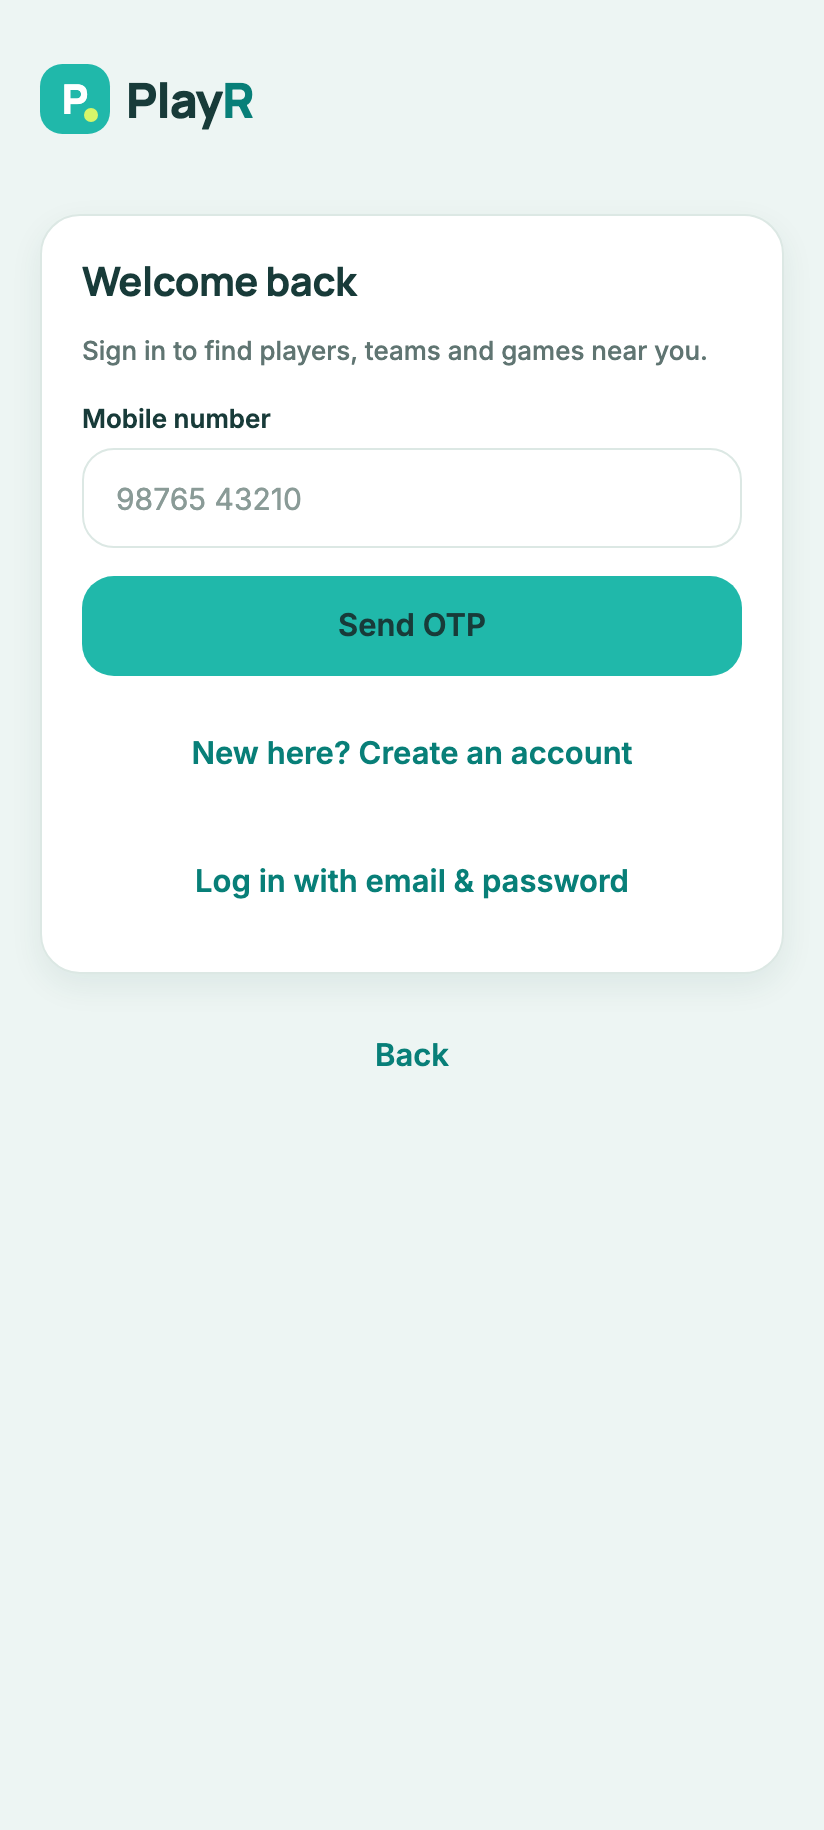 P.
PlayR
Welcome back
Sign in to find players, teams and games near you.
Mobile number
98765 43210
Send OTP
New here? Create an account
Log in with email & password
Back